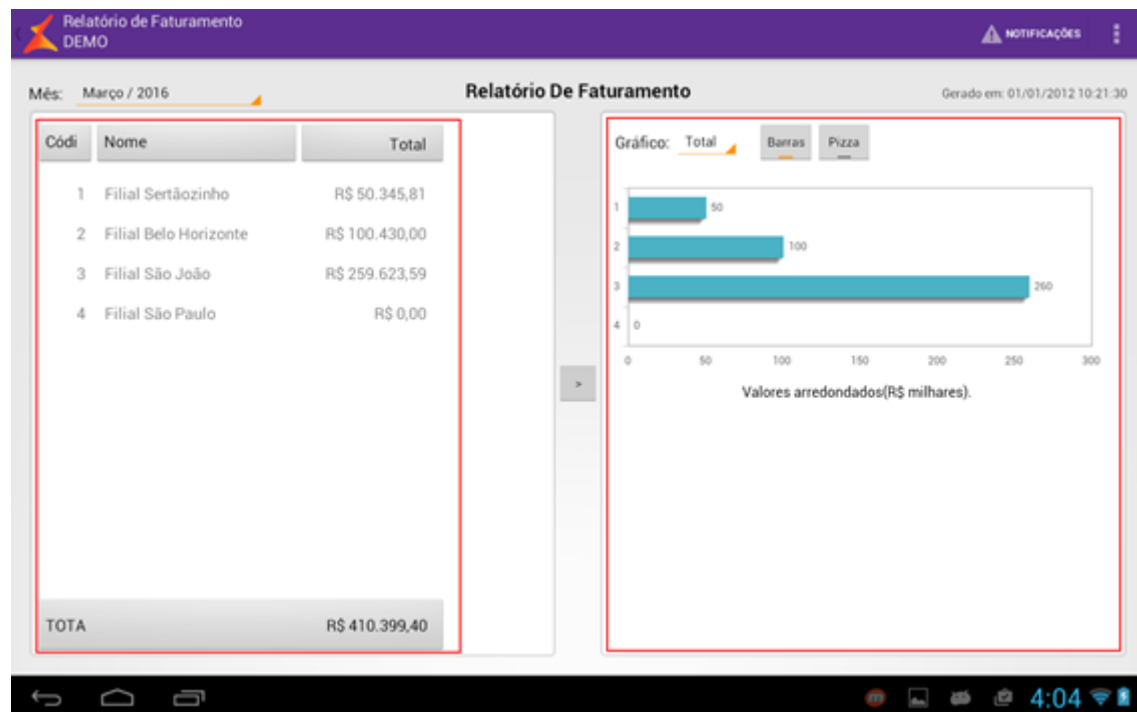 Relatório de Faturamento
DEMO
NOTIFICAÇÕES
Mês: Março / 2016
Relatório De Faturamento
Gerado em: 01/01/2012 10:21:30
Códi Nome Total
1 Filial Sertãozinho R$ 50.345,81
2 Filial Belo Horizonte R$ 100.430,00
3 Filial São João R$ 259.623,59
4 Filial São Paulo R$ 0,00
TOTA R$ 410.399,40
>
Gráfico: Total Barras Pizza
1 50
2 100
3 260
4 0
0 50 100 150 200 250 300
Valores arredondados(R$ milhares).
4:04